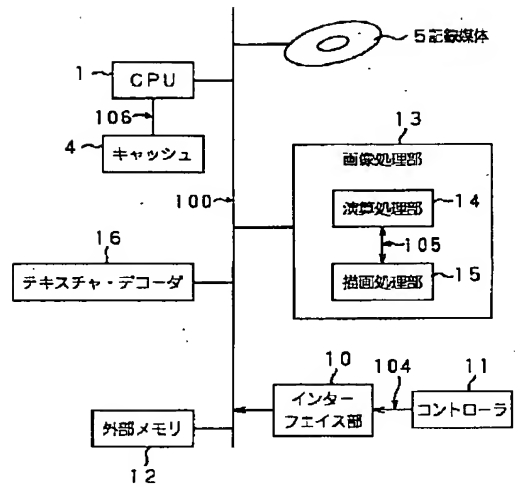 5記録媒体
1
CPU
106
4
キャッシュ
13
画像処理部
100
演算処理部
14
105
16
テキスチャ・デコーダ
描画処理部
15
10
104
11
インター
フェイス部
コントローラ
外部メモリ
12